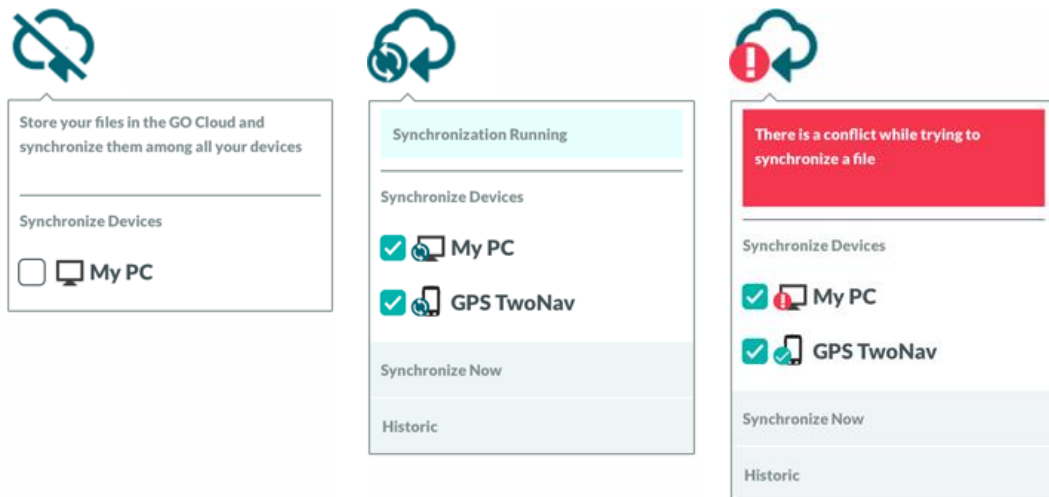 Store your files in the GO Cloud and
synchronize them among all your devices
Synchronize Devices
My PC
Synchronization Running
Synchronize Devices
My PC
GPS TwoNav
Synchronize Now
Historic
There is a conflict while trying to
synchronize a file
Synchronize Devices
My PC
GPS TwoNav
Synchronize Now
Historic